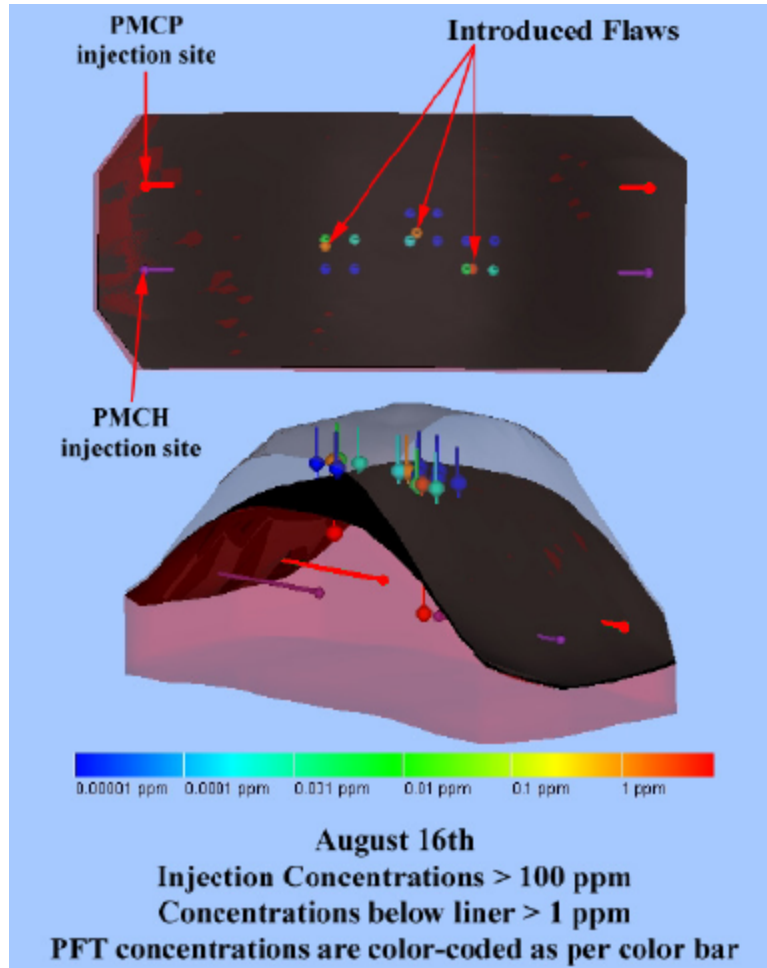 PMCP
injection site
Introduced Flaws
PMCH
injection site
0.00001 ppm
0.0001 ppm
0.031 ppm
0.01 ppm
0.1 ppm
1 ppm
August 16th
Injection Concentrations > 100 ppm
Concentrations below liner > 1 ppm
PFT concentrations are color-coded as per color bar